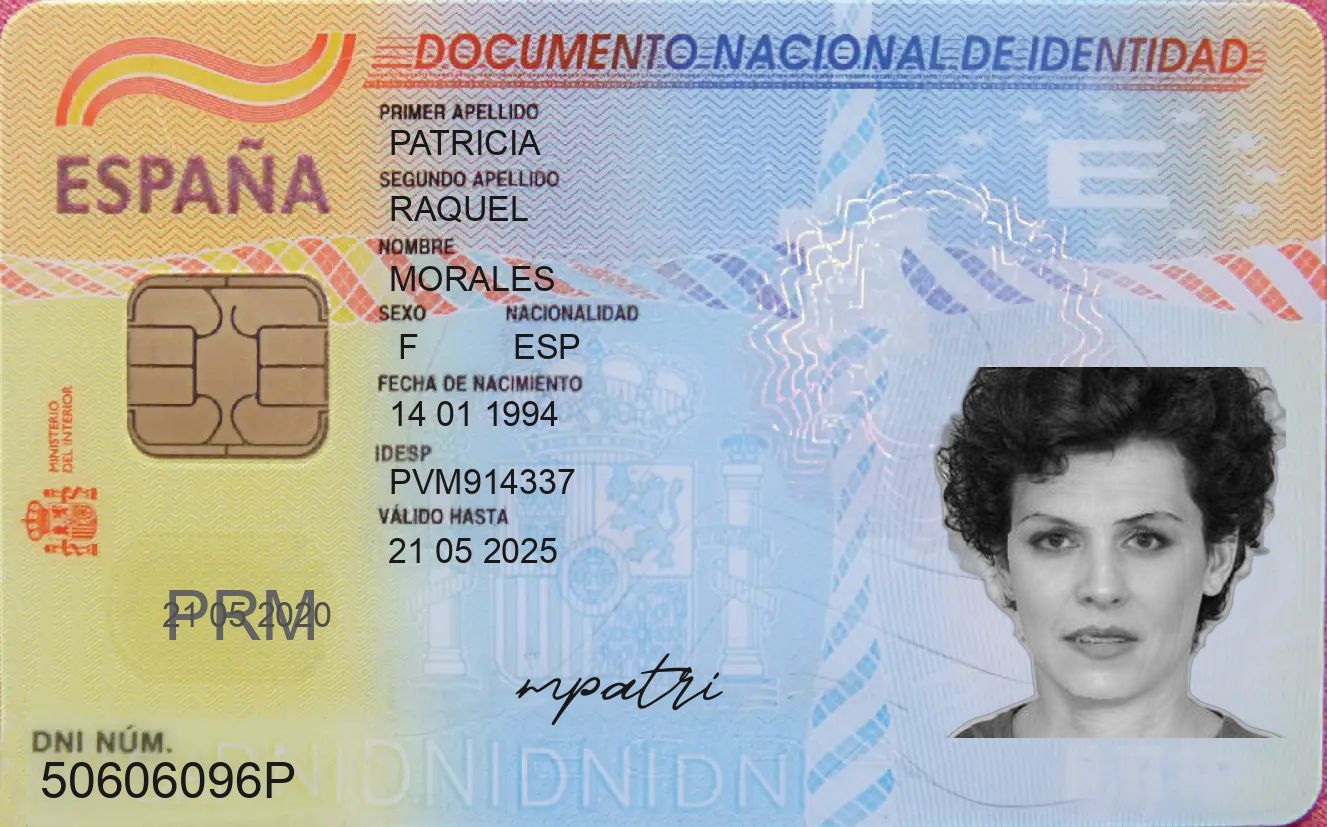 DOCUMENTO NACIONAL DE IDENTIDAD
ESPAÑA
PRIMER APELLIDO
PATRICIA
SEGUNDO APELLIDO
RAQUEL
NOMBRE
MORALES
SEXO NACIONALIDAD
F ESP
FECHA DE NACIMIENTO
14 01 1994
IDESP
PVM914337
VÁLIDO HASTA
21 05 2025
MINISTERIO
DEL INTERIOR
E
PRM
21 05 2020
mpatri
DNI NÚM.
50606096P
DNIDNIDNIDNI